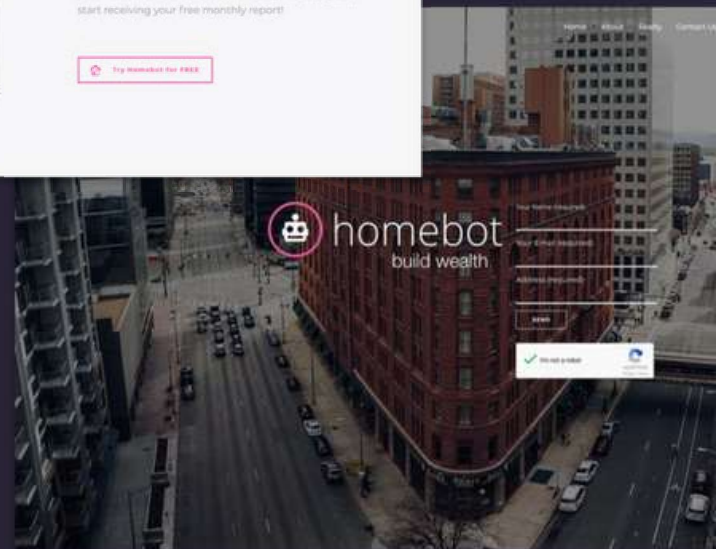 start receiving your free monthly report!
Try Homebot for FREE
Home About Realty Contact Us
homebot
build wealth
Your Name (required)
Your Email (required)
Address (required)
SEND
I'm not a robot